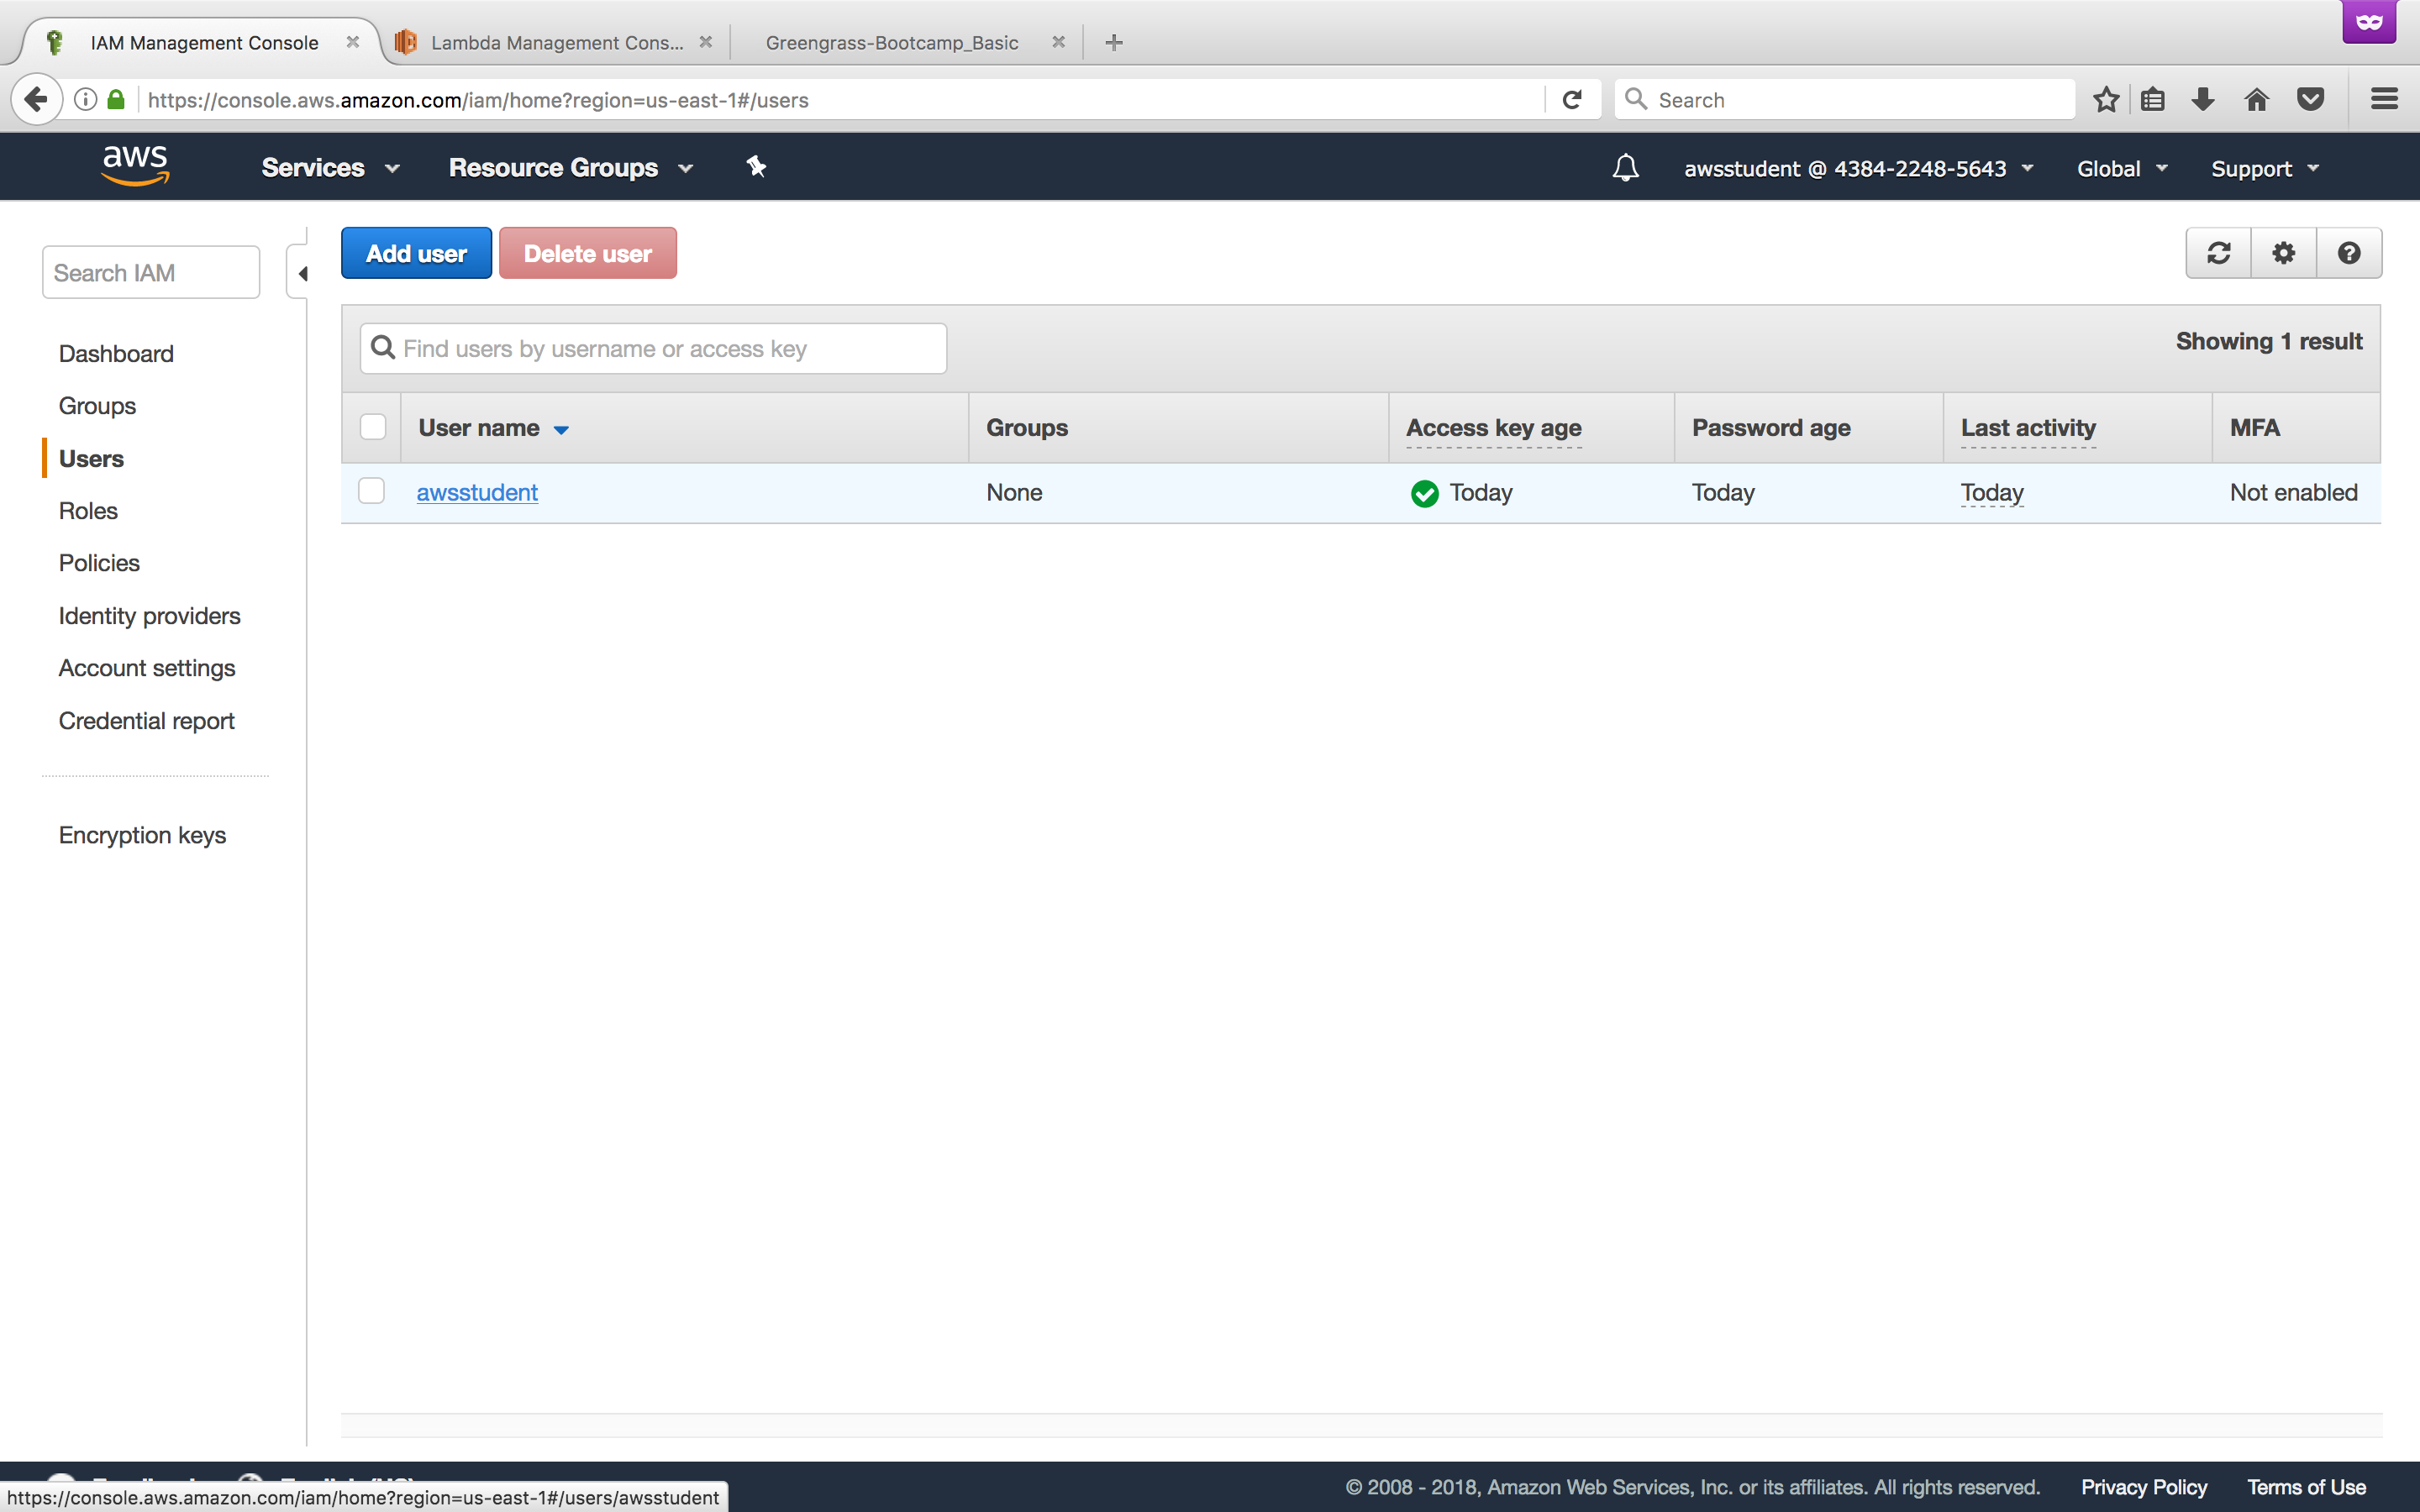 IAM Management Console
Lambda Management Cons...
Greengrass-Bootcamp_Basic
https://console.aws.amazon.com/iam/home?region=us-east-1#/users
Search
aws
Services
Resource Groups
awsstudent @ 4384-2248-5643
Global
Support
Search IAM
Add user
Delete user
Dashboard
Groups
Users
Roles
Policies
Identity providers
Account settings
Credential report
Encryption keys
Find users by username or access key
Showing 1 result
User name Groups Access key age Password age Last activity MFA
awsstudent None Today Today Today Not enabled
https://console.aws.amazon.com/iam/home?region=us-east-1#/users/awsstudent
© 2008 - 2018, Amazon Web Services, Inc. or its affiliates. All rights reserved. Privacy Policy Terms of Use